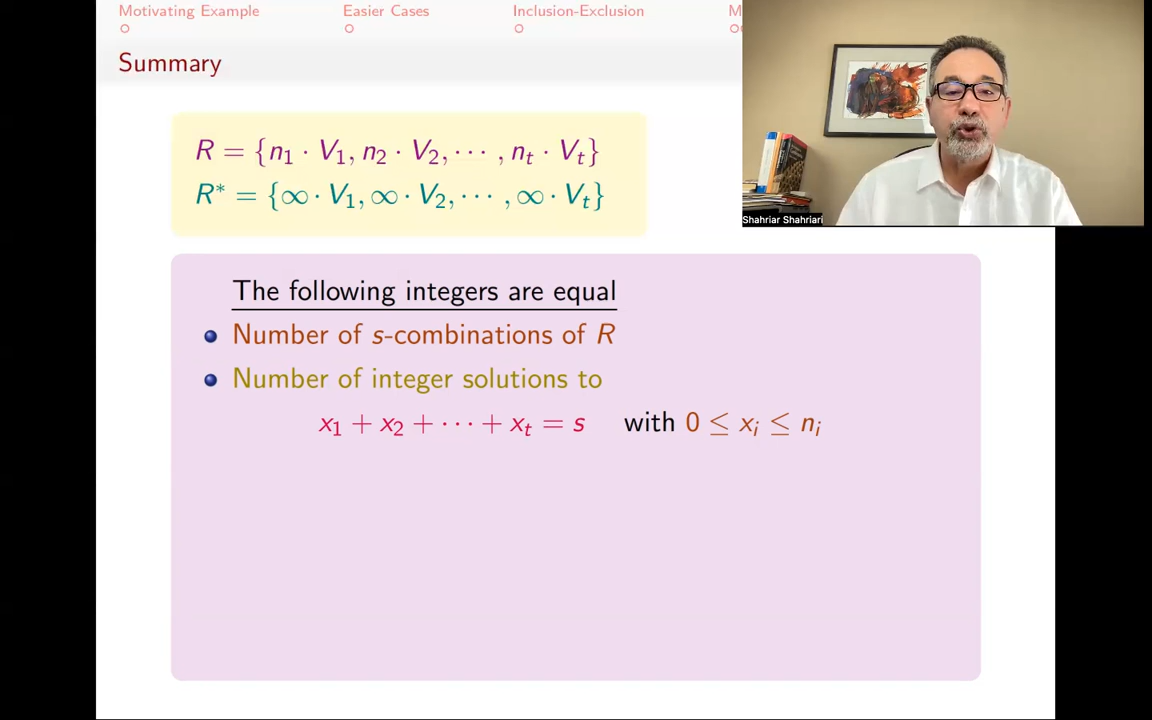 Motivating Example Easier Cases Inclusion-Exclusion M
Summary
R = {n₁ · V₁, n₂ · V₂, ⋯ , nₜ · Vₜ}
R* = {∞ · V₁, ∞ · V₂, ⋯ , ∞ · Vₜ}
Shahriar Shahriari
The following integers are equal
Number of s-combinations of R
Number of integer solutions to
x₁ + x₂ + ⋯ + xₜ = s with 0 ≤ xᵢ ≤ nᵢ